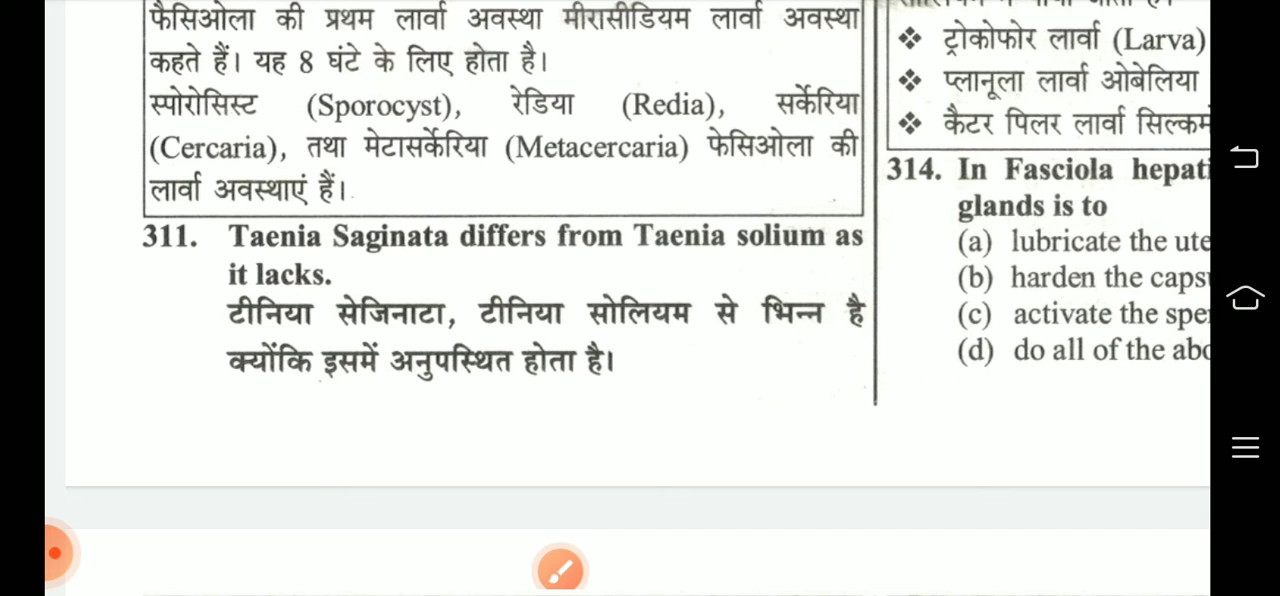 फैसिओला की प्रथम लार्वा अवस्था मीरासीडियम लार्वा अवस्था
कहते हैं। यह 8 घंटे के लिए होता है।
स्पोरोसिस्ट (Sporocyst), रेडिया (Redia), सर्केरिया
(Cercaria), तथा मेटासर्केरिया (Metacercaria) फेसिओला की
लार्वा अवस्थाएं हैं।
311. Taenia Saginata differs from Taenia solium as
it lacks.
टीनिया सेजिनाटा, टीनिया सोलियम से भिन्न है
क्योंकि इसमें अनुपस्थित होता है।
❖ ट्रोकोफोर लार्वा (Larva)
❖ प्लानूला लार्वा ओबेलिया
❖ कैटर पिलर लार्वा
314. In Fasciola
glands is to
(a) lubricate the
(b) harden the
(c) activate the
(d) do all of the